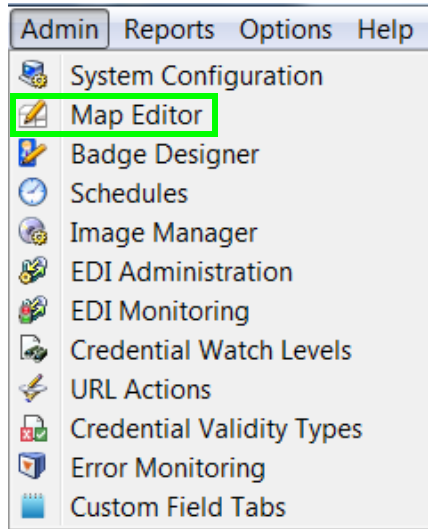 Admin Reports Options Help
System Configuration
Map Editor
Badge Designer
Schedules
Image Manager
EDI Administration
EDI Monitoring
Credential Watch Levels
URL Actions
Credential Validity Types
Error Monitoring
Custom Field Tabs